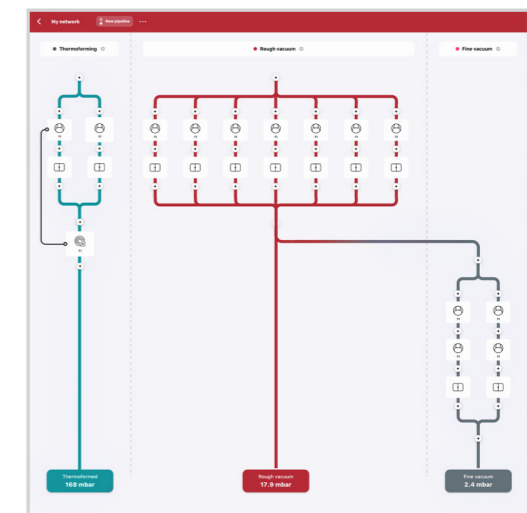 My network
New pipeline
Thermoforming
Rough vacuum
Fine vacuum
Thermoformed
168 mbar
Rough vacuum
17.9 mbar
Fine vacuum
2.4 mbar